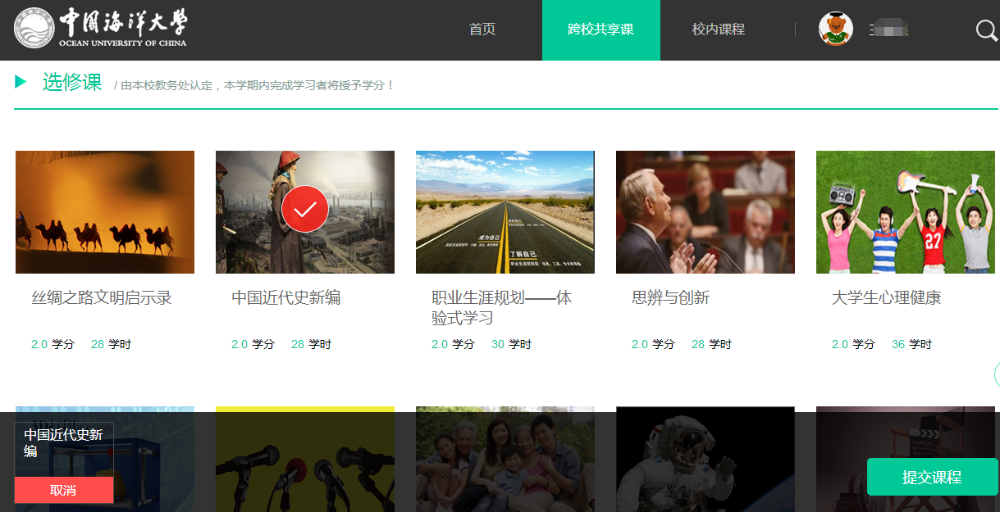 中国海洋大学
OCEAN UNIVERSITY OF CHINA
首页
跨校共享课
校内课程
选修课
/ 由本校教务处认定，本学期内完成学习者将授予学分！
成为自己
了解自己
27
丝绸之路文明启示录
中国近代史新编
职业生涯规划——体
验式学习
思辨与创新
大学生心理健康
2.0 学分 28 学时
2.0 学分 28 学时
2.0 学分 30 学时
2.0 学分 28 学时
2.0 学分 36 学时
中国近代史新
编
取消
提交课程